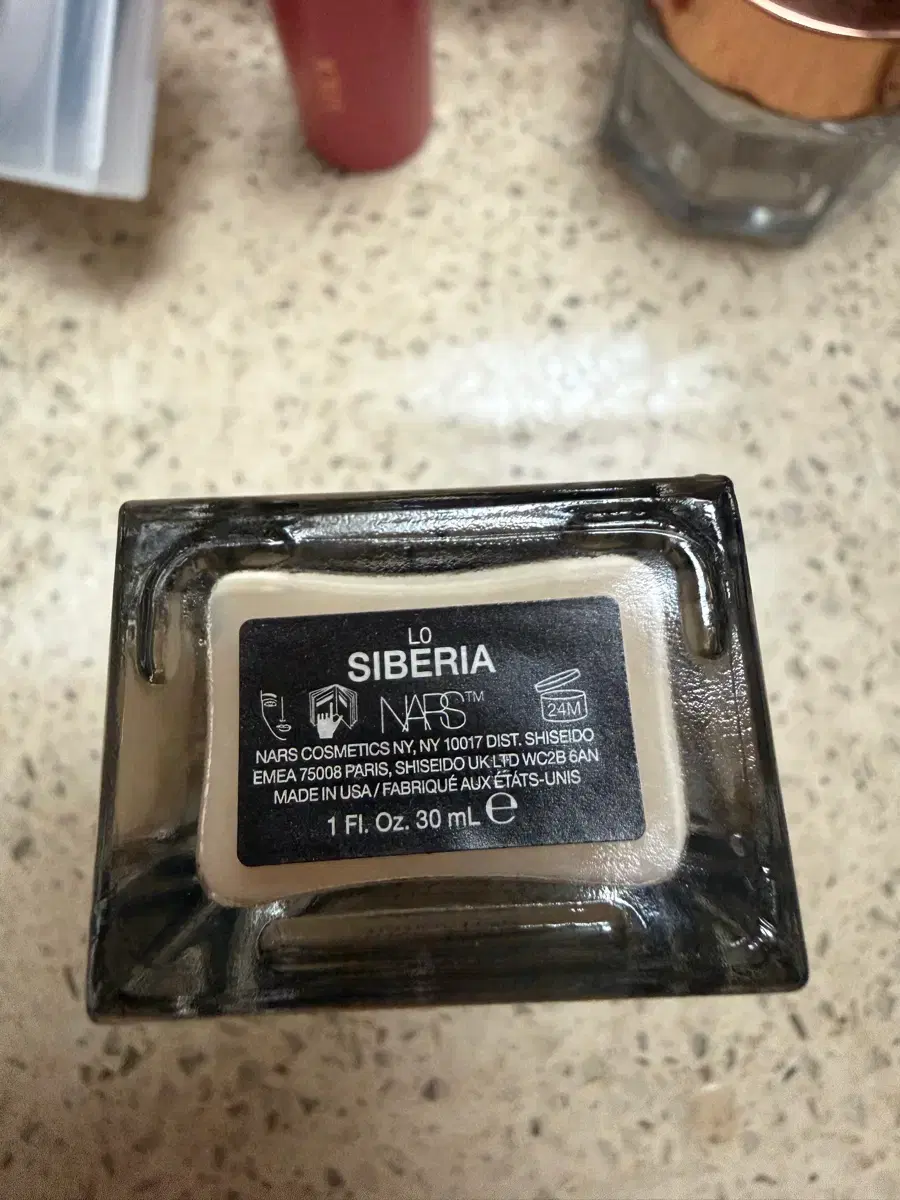 L0
SIBERIA
NARS™
24M
NARS COSMETICS NY, NY 10017 DIST. SHISEIDO
EMEA 75008 PARIS, SHISEIDO UK LTD WC2B 6AN
MADE IN USA / FABRIQUÉ AUX ÉTATS-UNIS
1 Fl. Oz. 30 mL ℮